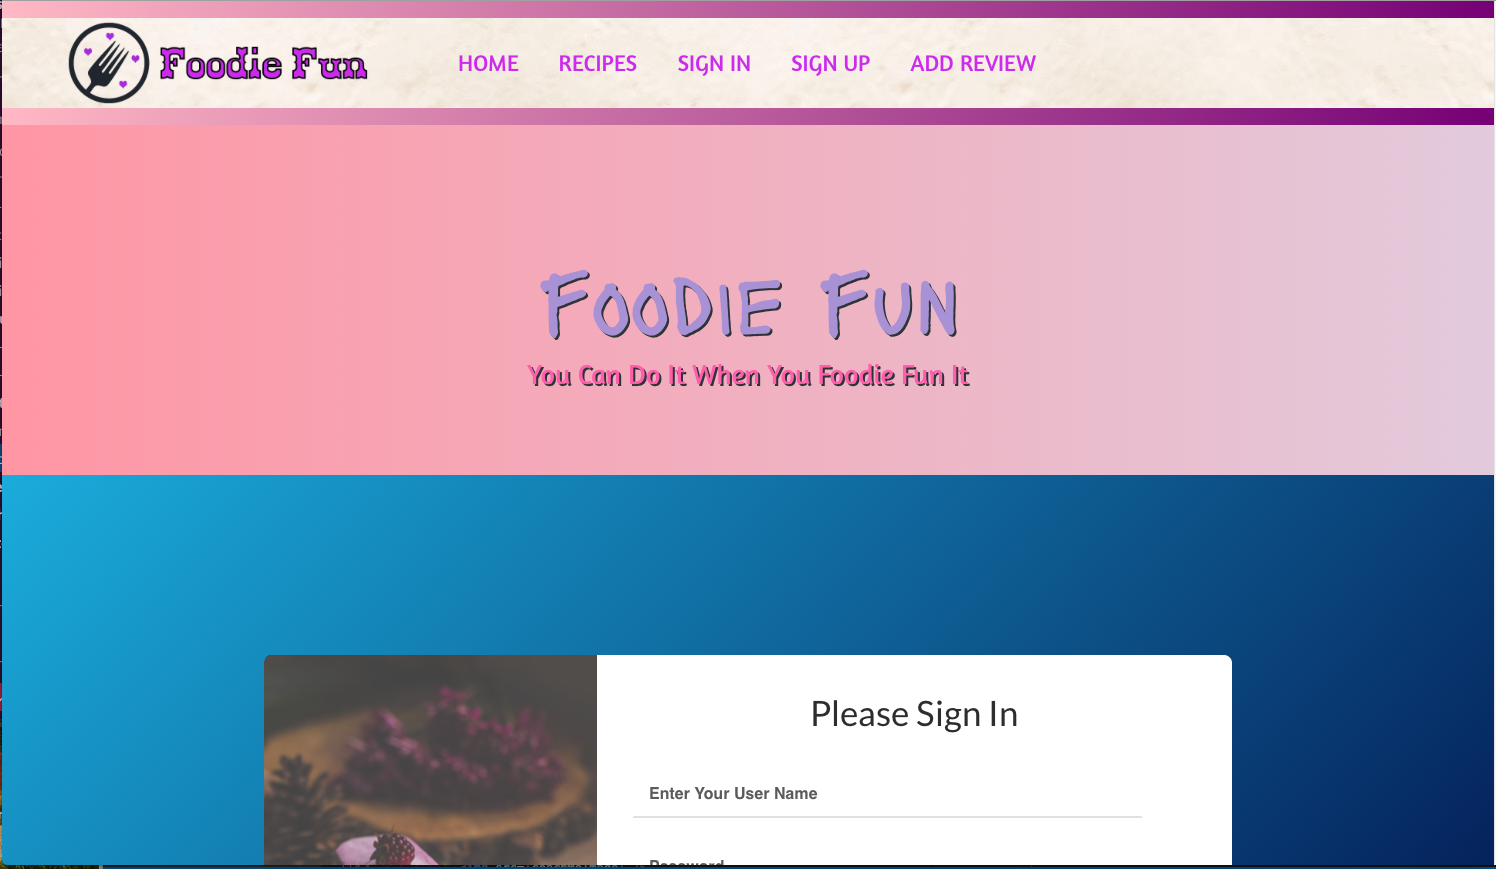 Foodie Fun
HOME RECIPES SIGN IN SIGN UP ADD REVIEW
FOODIE FUN
You Can Do It When You Foodie Fun It
Please Sign In
Enter Your User Name
Password